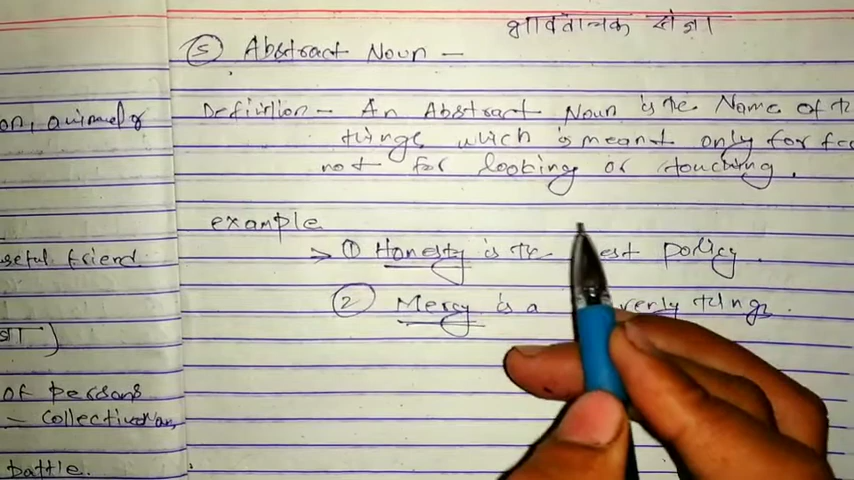 भाववाचक संज्ञा
⑤ Abstract Noun –
Definition – An Abstract Noun is the Name of
things which is meant only for
not for looking or touching.
example
→ ① Honesty is the best policy.
② Mercy is a things.
on, animal or
useful friend
of persons
– Collective
battle.